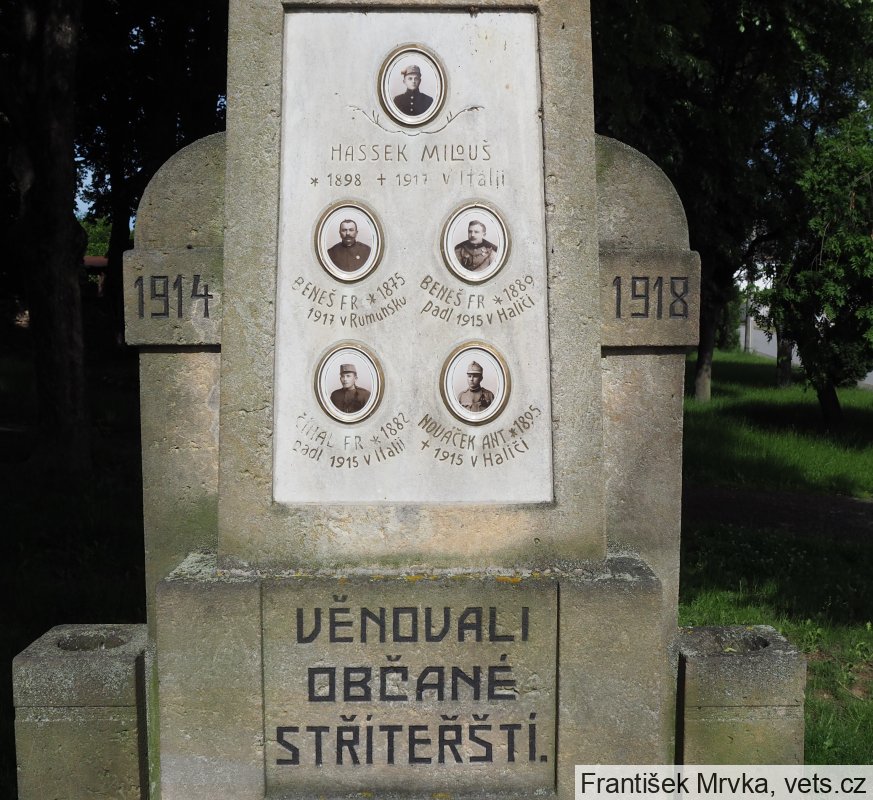 HASSEK MILOUŠ
* 1898 + 1917 v Itálii
BENEŠ FR * 1875
1917 v Rumunsku
BENEŠ FR * 1889
padl 1915 v Haliči
1914
1918
FR * 1882
padl 1915 v Itálii
NOVÁČEK ANT * 1895
+ 1915 v Haliči
VĚNOVALI
OBČANÉ
STŘÍTEŘŠTÍ.
František Mrvka, vets.cz